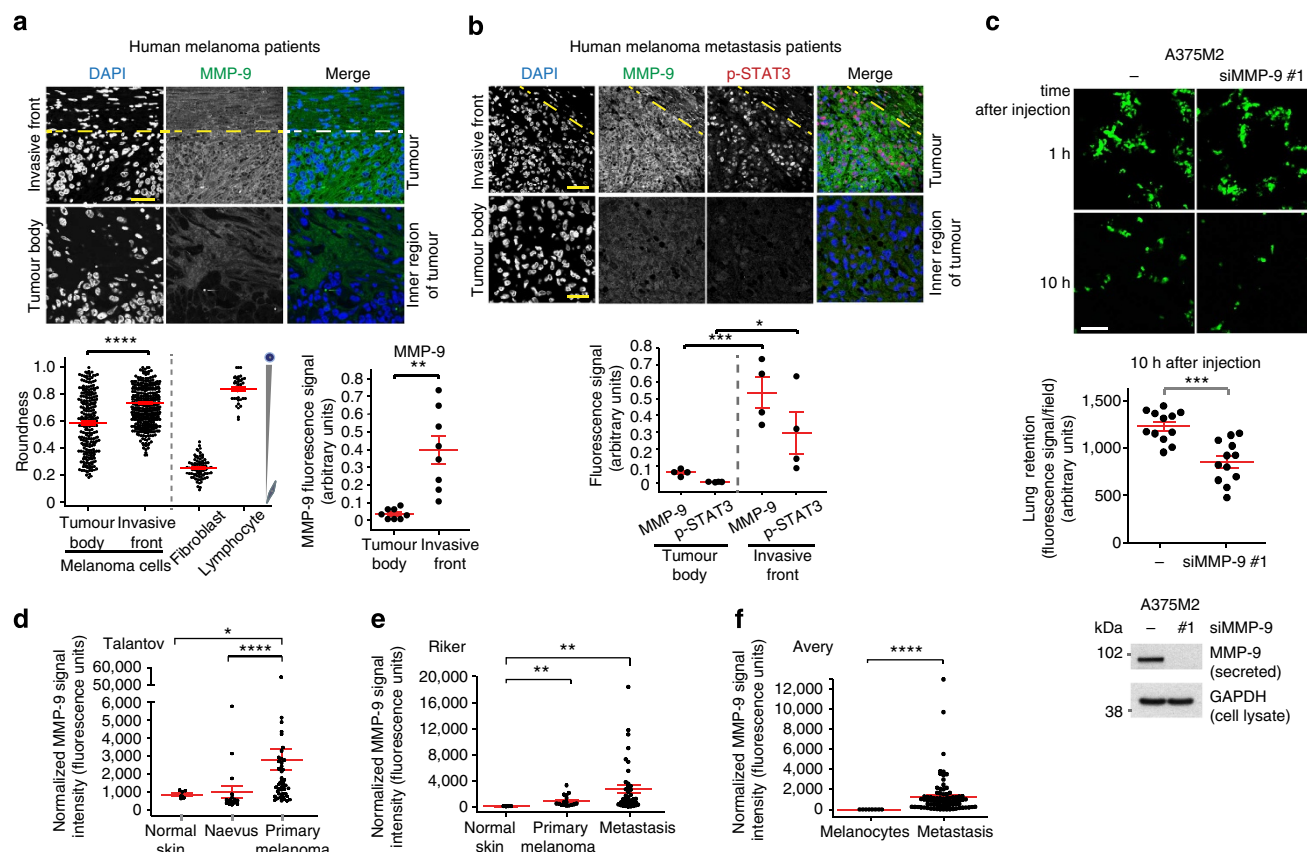 a
Human melanoma patients
DAPI MMP-9 Merge
Invasive front
Tumour
Tumour body
Inner region
of tumour
****
Roundness
1.0
0.8
0.6
0.4
0.2
0
Tumour
body
Invasive
front
Melanoma cells
Fibroblast
Lymphocyte
MMP-9
**
MMP-9 fluorescence signal
(arbitrary units)
0.8
0.7
0.6
0.5
0.4
0.3
0.2
0.1
0
Tumour
body
Invasive
front
b
Human melanoma metastasis patients
DAPI MMP-9 p-STAT3 Merge
Invasive front
Tumour
Tumour body
Inner region
of tumour
*
***
Fluorescence signal
(arbitrary units)
0.8
0.7
0.6
0.5
0.4
0.3
0.2
0.1
0
MMP-9
p-STAT3
MMP-9
p-STAT3
Tumour
body
Invasive
front
c
A375M2
– siMMP-9 #1
time
after injection
1 h
10 h
10 h after injection
***
Lung retention
(fluorescence signal/field)
(arbitrary units)
1,500
1,000
500
0
– siMMP-9 #1
A375M2
kDa – #1 siMMP-9
102
MMP-9
(secreted)
38
GAPDH
(cell lysate)
d
Talantov
*
****
Normalized MMP-9 signal
intensity (fluorescence units)
60,000
50,000
6,000
5,000
4,000
3,000
2,000
1,000
0
Normal
skin
Naevus
Primary
melanoma
e
Riker
**
**
Normalized MMP-9 signal
intensity (fluorescence units)
20,000
16,000
12,000
8,000
4,000
0
Normal
skin
Primary
melanoma
Metastasis
f
Avery
****
Normalized MMP-9 signal
intensity (fluorescence units)
12,000
10,000
8,000
6,000
4,000
2,000
0
Melanocytes Metastasis